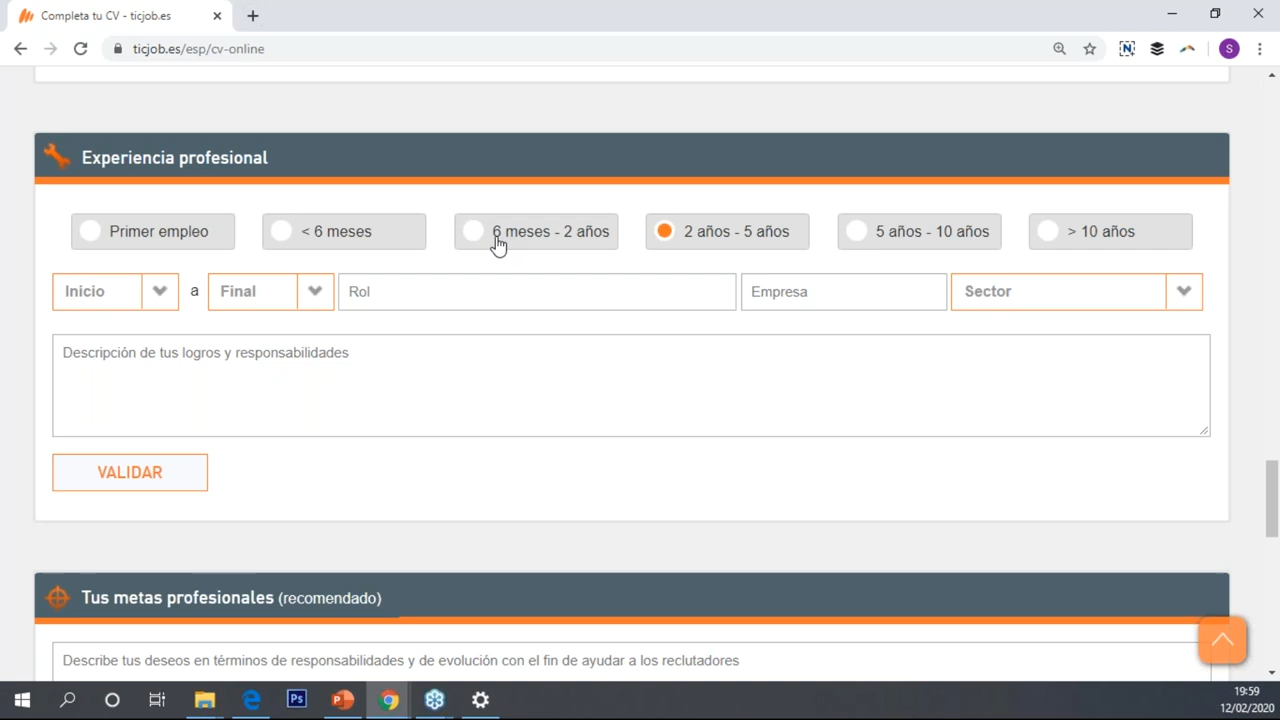 Completa tu CV - ticjob.es
ticjob.es/esp/cv-online
S
Experiencia profesional
Primer empleo
< 6 meses
6 meses - 2 años
2 años - 5 años
5 años - 10 años
> 10 años
Inicio a Final Rol Empresa Sector
Descripción de tus logros y responsabilidades
VALIDAR
Tus metas profesionales (recomendado)
Describe tus deseos en términos de responsabilidades y de evolución con el fin de ayudar a los reclutadores
19:59
12/02/2020